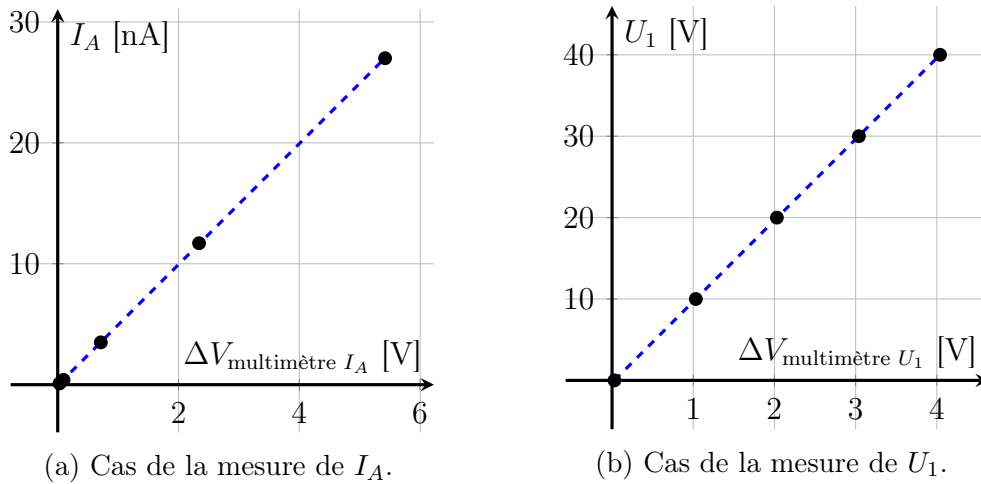 I_A [nA]
30
20
10
ΔV_multimètre I_A [V]
2 4 6
(a) Cas de la mesure de I_A.
U_1 [V]
40
30
20
10
ΔV_multimètre U_1 [V]
1 2 3 4
(b) Cas de la mesure de U_1.